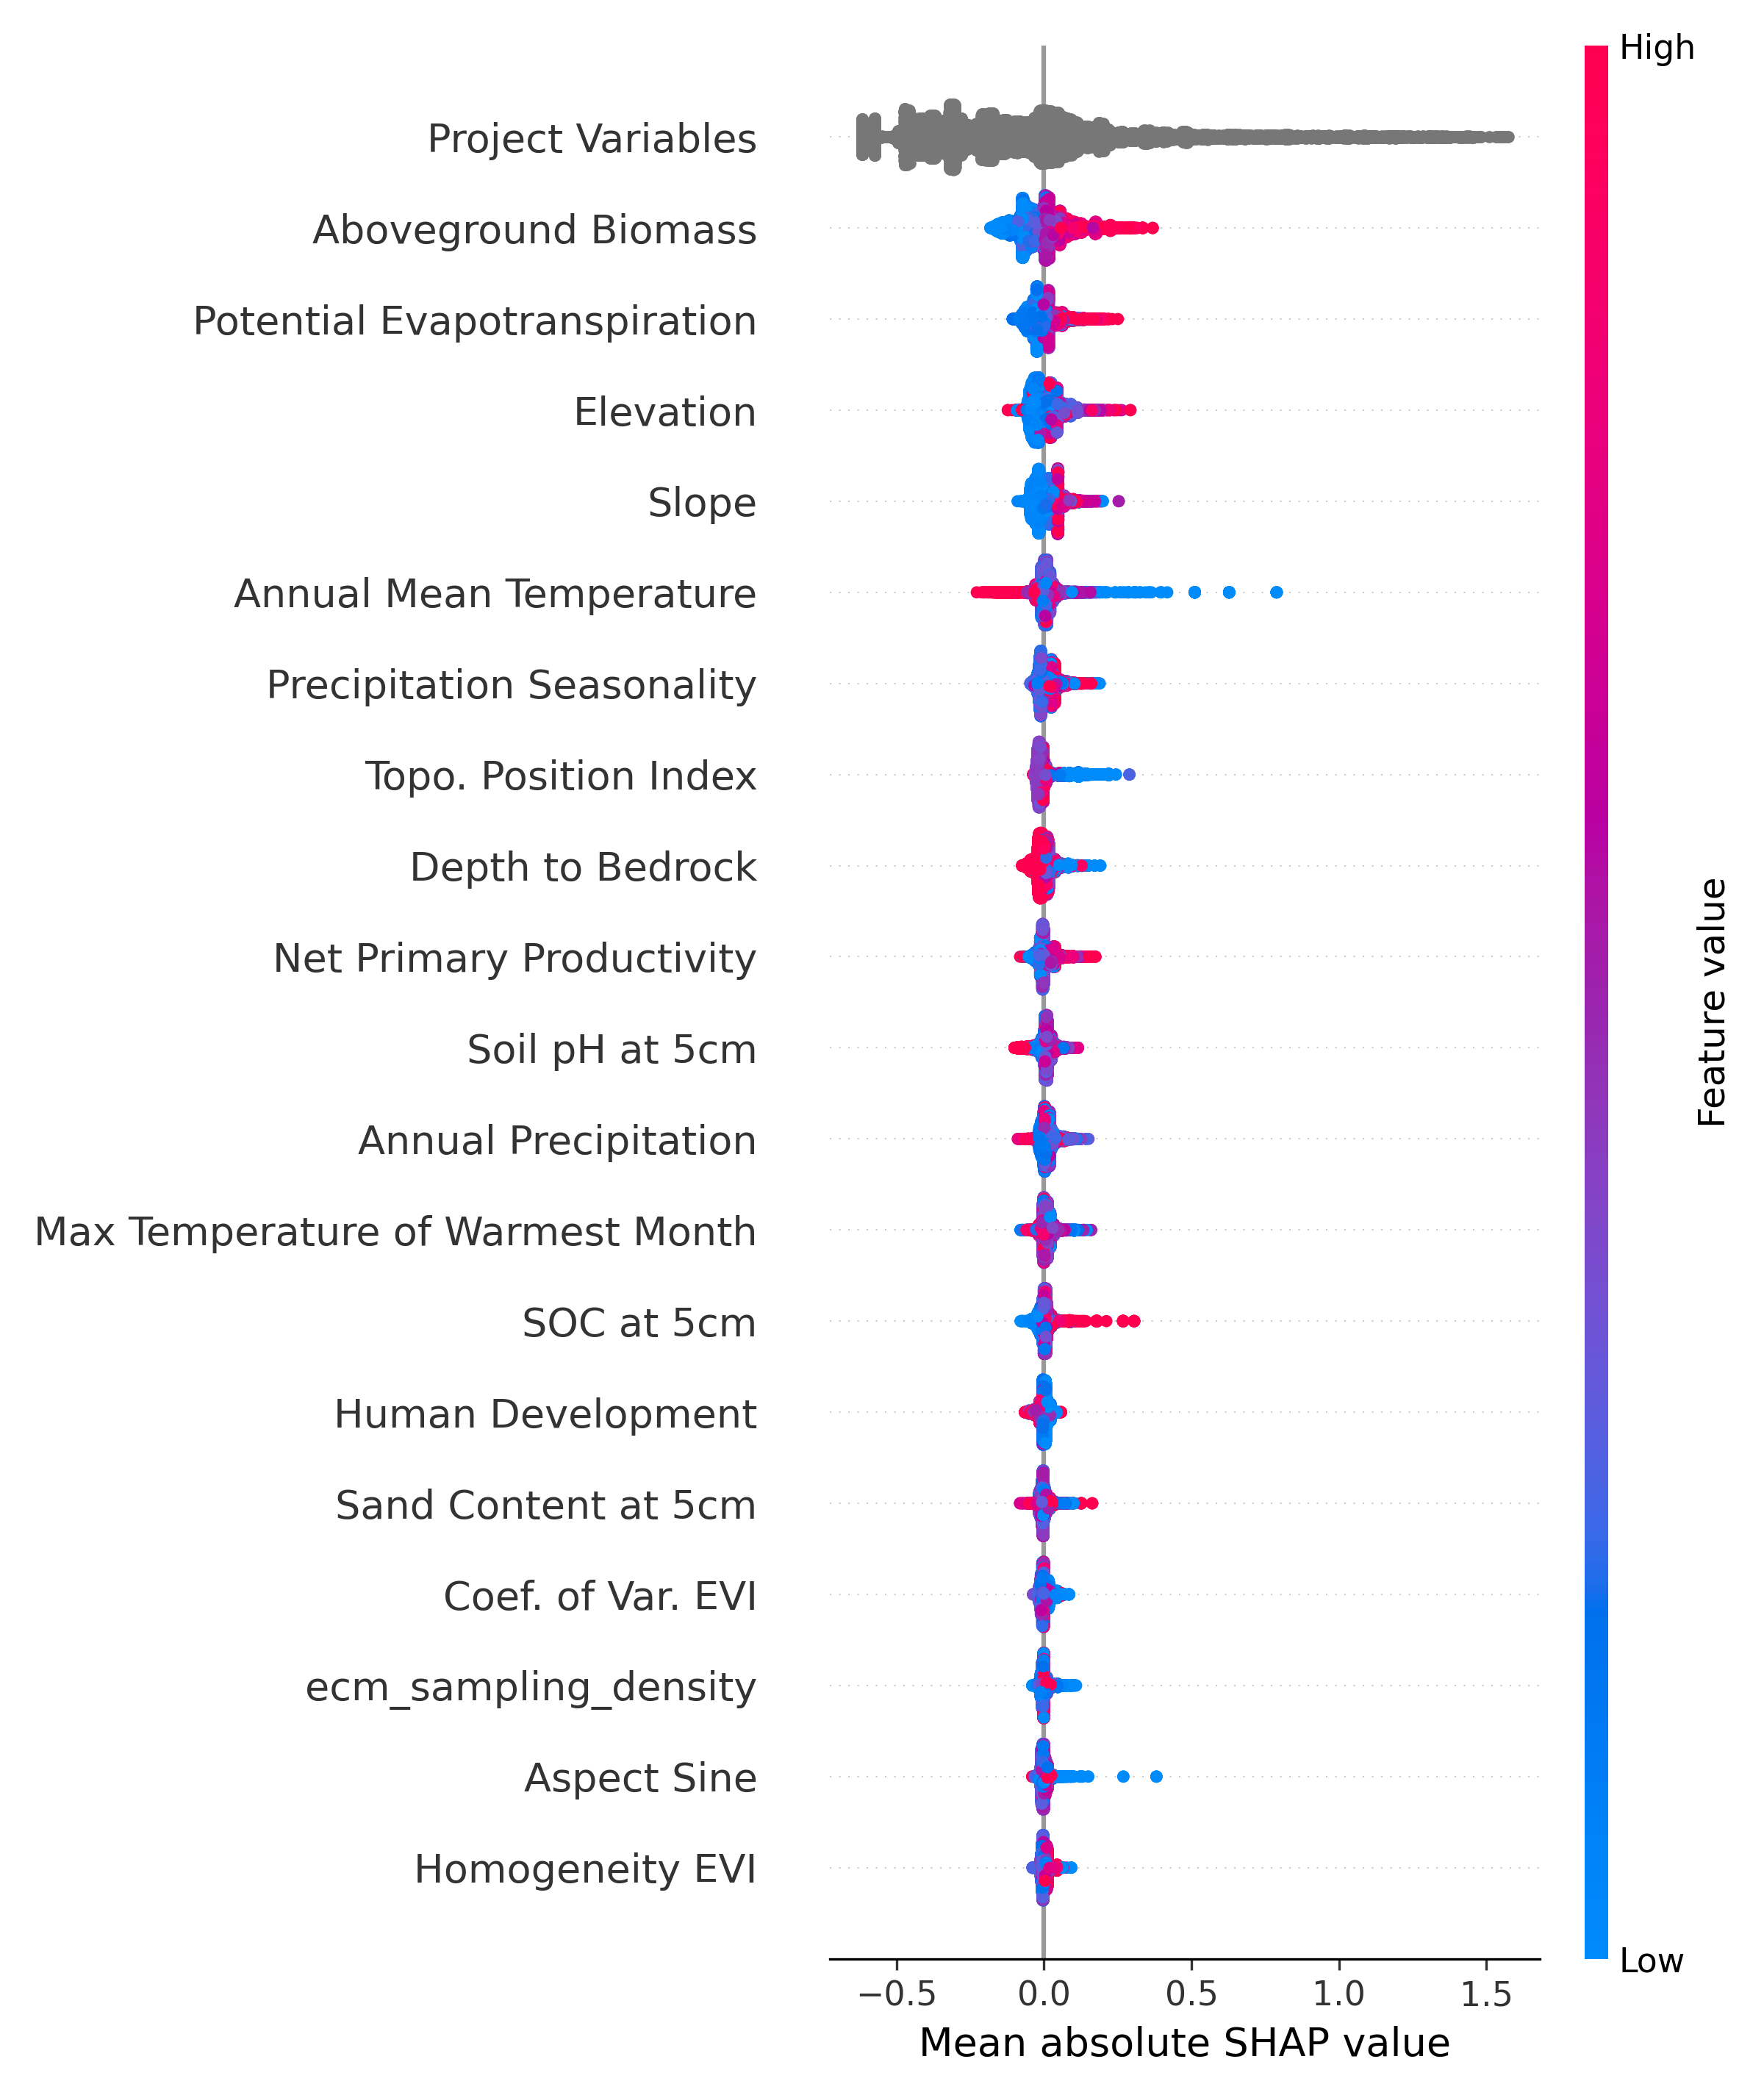 High
Project Variables
Aboveground Biomass
Potential Evapotranspiration
Elevation
Slope
Annual Mean Temperature
Precipitation Seasonality
Topo. Position Index
Depth to Bedrock
Net Primary Productivity
Soil pH at 5cm
Annual Precipitation
Max Temperature of Warmest Month
SOC at 5cm
Human Development
Sand Content at 5cm
Coef. of Var. EVI
ecm_sampling_density
Aspect Sine
Homogeneity EVI
Feature value
Low
−0.5 0.0 0.5 1.0 1.5
Mean absolute SHAP value